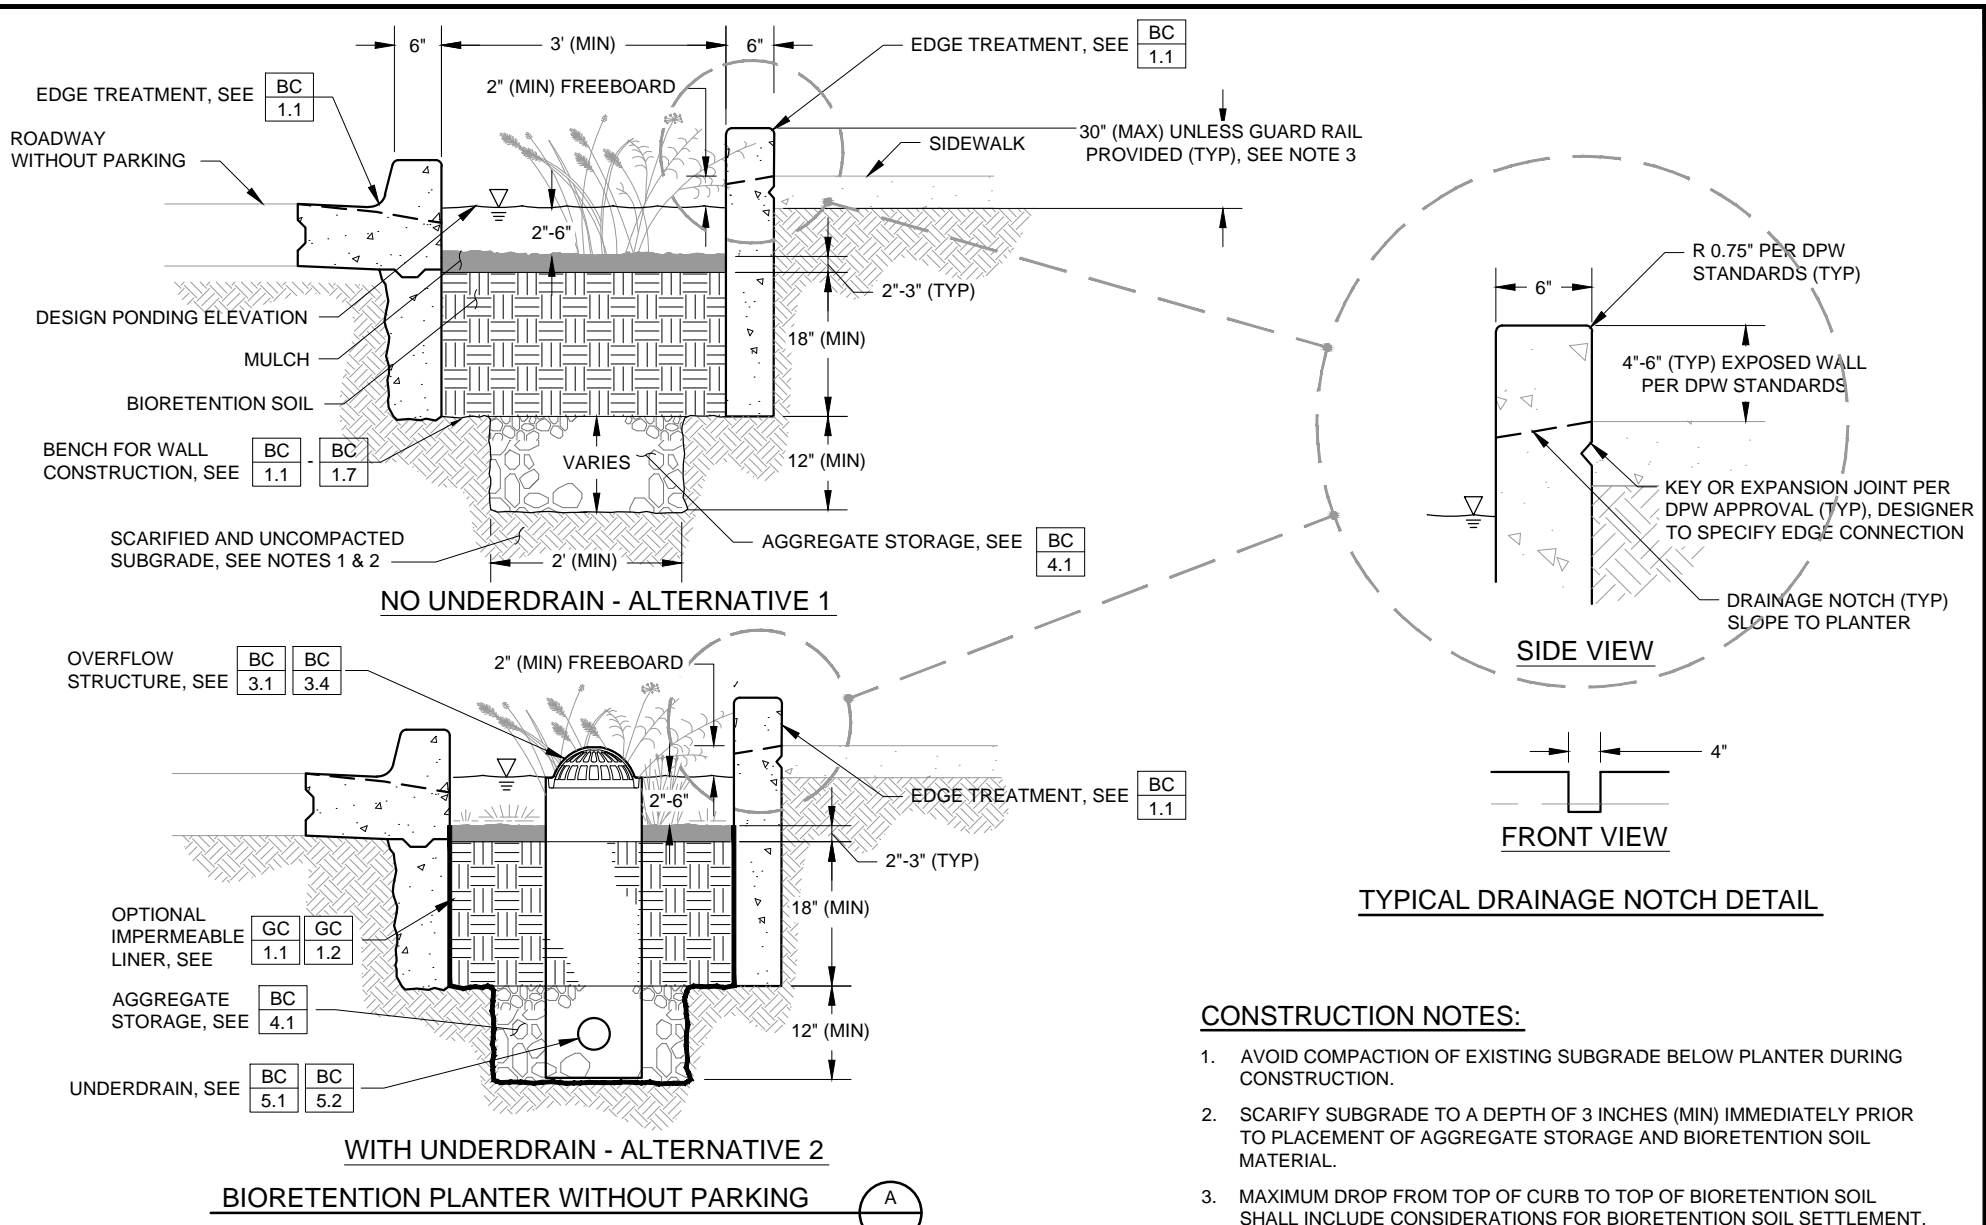 6"
3' (MIN)
6"
EDGE TREATMENT, SEE BC 1.1
EDGE TREATMENT, SEE BC 1.1
2" (MIN) FREEBOARD
ROADWAY
WITHOUT PARKING
SIDEWALK
30" (MAX) UNLESS GUARD RAIL
PROVIDED (TYP), SEE NOTE 3
2"-6"
2"-3" (TYP)
DESIGN PONDING ELEVATION
MULCH
18" (MIN)
BIORETENTION SOIL
BENCH FOR WALL
CONSTRUCTION, SEE BC 1.1 - BC 1.7
VARIES
12" (MIN)
SCARIFIED AND UNCOMPACTED
SUBGRADE, SEE NOTES 1 & 2
2' (MIN)
AGGREGATE STORAGE, SEE BC 4.1
NO UNDERDRAIN - ALTERNATIVE 1
R 0.75" PER DPW
STANDARDS (TYP)
6"
4"-6" (TYP) EXPOSED WALL
PER DPW STANDARDS
KEY OR EXPANSION JOINT PER
DPW APPROVAL (TYP), DESIGNER
TO SPECIFY EDGE CONNECTION
DRAINAGE NOTCH (TYP)
SLOPE TO PLANTER
SIDE VIEW
4"
FRONT VIEW
TYPICAL DRAINAGE NOTCH DETAIL
OVERFLOW
STRUCTURE, SEE BC 3.1 BC 3.4
2" (MIN) FREEBOARD
2"-6"
EDGE TREATMENT, SEE BC 1.1
2"-3" (TYP)
18" (MIN)
OPTIONAL
IMPERMEABLE
LINER, SEE GC 1.1 GC 1.2
AGGREGATE
STORAGE, SEE BC 4.1
12" (MIN)
UNDERDRAIN, SEE BC 5.1 BC 5.2
WITH UNDERDRAIN - ALTERNATIVE 2
BIORETENTION PLANTER WITHOUT PARKING A
CONSTRUCTION NOTES:
1. AVOID COMPACTION OF EXISTING SUBGRADE BELOW PLANTER DURING
CONSTRUCTION.
2. SCARIFY SUBGRADE TO A DEPTH OF 3 INCHES (MIN) IMMEDIATELY PRIOR
TO PLACEMENT OF AGGREGATE STORAGE AND BIORETENTION SOIL
MATERIAL.
3. MAXIMUM DROP FROM TOP OF CURB TO TOP OF BIORETENTION SOIL
SHALL INCLUDE CONSIDERATIONS FOR BIORETENTION SOIL SETTLEMENT.